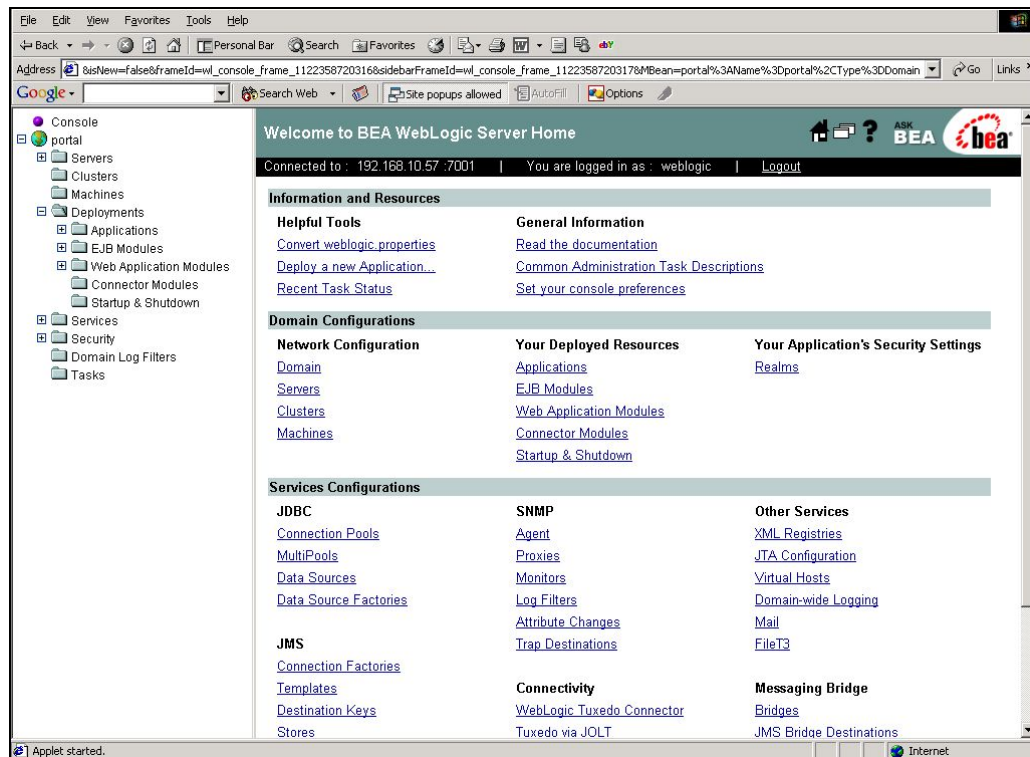 File Edit View Favorites Tools Help
Back Personal Bar Search Favorites
Address &isNew=false&frameId=wl_console_frame_1122358720316&sidebarFrameId=wl_console_frame_1122358720317&MBean=portal%3AName%3Dportal%2CType%3DDomain Go Links
Google Search Web Site popups allowed AutoFill Options
Console
portal
Servers
Clusters
Machines
Deployments
Applications
EJB Modules
Web Application Modules
Connector Modules
Startup & Shutdown
Services
Security
Domain Log Filters
Tasks
Welcome to BEA WebLogic Server Home ? ASK BEA bea
Connected to : 192.168.10.57 :7001 | You are logged in as : weblogic | Logout
Information and Resources
Helpful Tools
Convert weblogic.properties
Deploy a new Application...
Recent Task Status
General Information
Read the documentation
Common Administration Task Descriptions
Set your console preferences
Domain Configurations
Network Configuration
Domain
Servers
Clusters
Machines
Your Deployed Resources
Applications
EJB Modules
Web Application Modules
Connector Modules
Startup & Shutdown
Your Application's Security Settings
Realms
Services Configurations
JDBC
Connection Pools
MultiPools
Data Sources
Data Source Factories
SNMP
Agent
Proxies
Monitors
Log Filters
Attribute Changes
Trap Destinations
Other Services
XML Registries
JTA Configuration
Virtual Hosts
Domain-wide Logging
Mail
FileT3
JMS
Connection Factories
Templates
Destination Keys
Stores
Connectivity
WebLogic Tuxedo Connector
Tuxedo via JOLT
Messaging Bridge
Bridges
JMS Bridge Destinations
Applet started. Internet